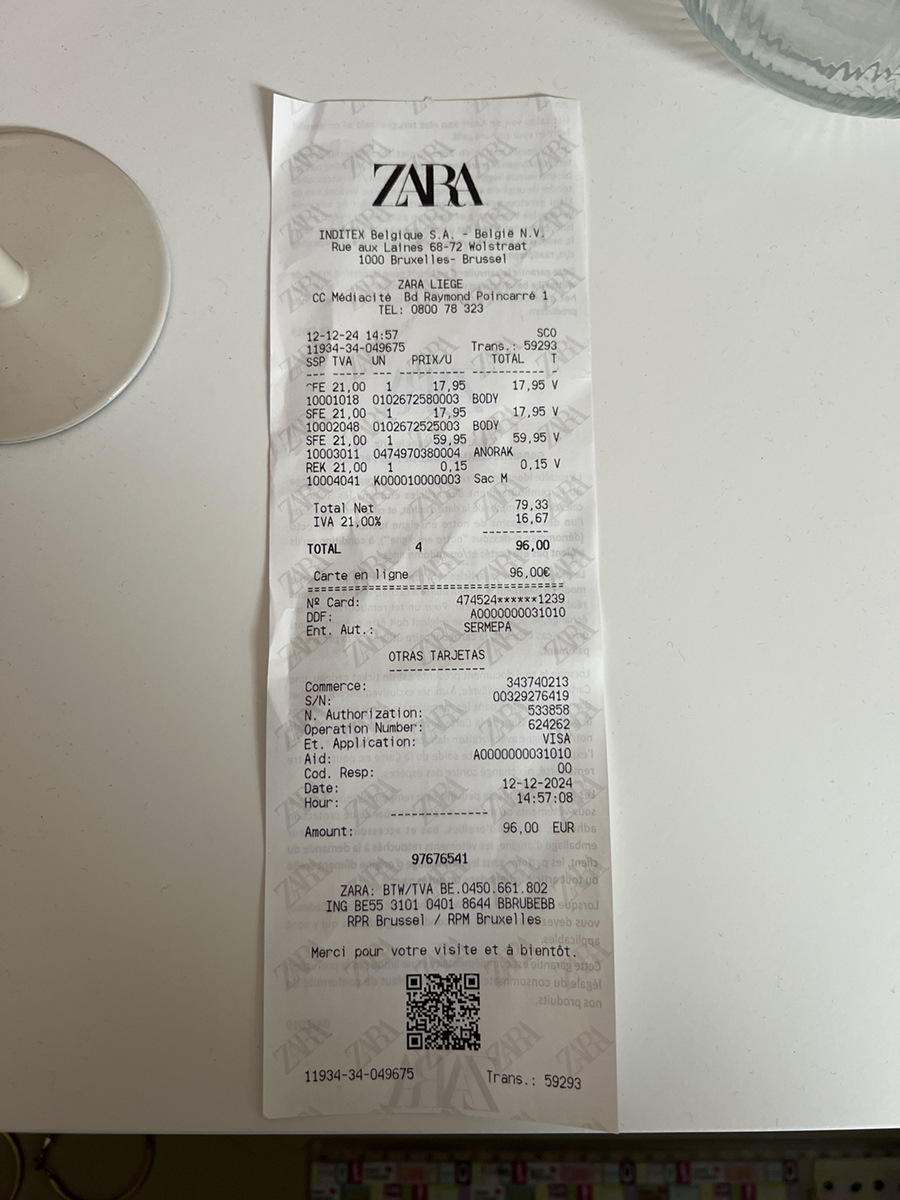 ZARA
INDITEX Belgique S.A. - België N.V.
Rue aux Laines 68-72 Wolstraat
1000 Bruxelles- Brussel
ZARA LIEGE
CC Médiacité Bd Raymond Poincarré 1
TEL: 0800 78 323
12-12-24 14:57 SCO
11934-34-049675 Trans.: 59293
SSP TVA UN PRIX/U TOTAL T
--- ---- --- ---------- ----------- -
^FE 21,00 1 17,95 17,95 V
10001018 0102672580003 BODY
SFE 21,00 1 17,95 17,95 V
10002048 0102672525003 BODY
SFE 21,00 1 59,95 59,95 V
10003011 0474970380004 ANORAK
REK 21,00 1 0,15 0,15 V
10004041 K000010000003 Sac M
Total Net 79,33
IVA 21,00% 16,67
----------
TOTAL 4 96,00
Carte en ligne 96,00€
========================================
Nº Card: 474524******1239
DDF: A0000000031010
Ent. Aut.: SERMEPA
OTRAS TARJETAS
--------------
Commerce: 343740213
S/N: 00329276419
N. Authorization: 533858
Operation Number: 624262
Et. Application: VISA
Aid: A0000000031010
Cod. Resp: 00
Date: 12-12-2024
Hour: 14:57:08
--------------
Amount: 96,00 EUR
97676541
ZARA: BTW/TVA BE.0450.661.802
ING BE55 3101 0401 8644 BBRUBEBB
RPR Brussel / RPM Bruxelles
Merci pour votre visite et à bientôt.
11934-34-049675 Trans.: 59293